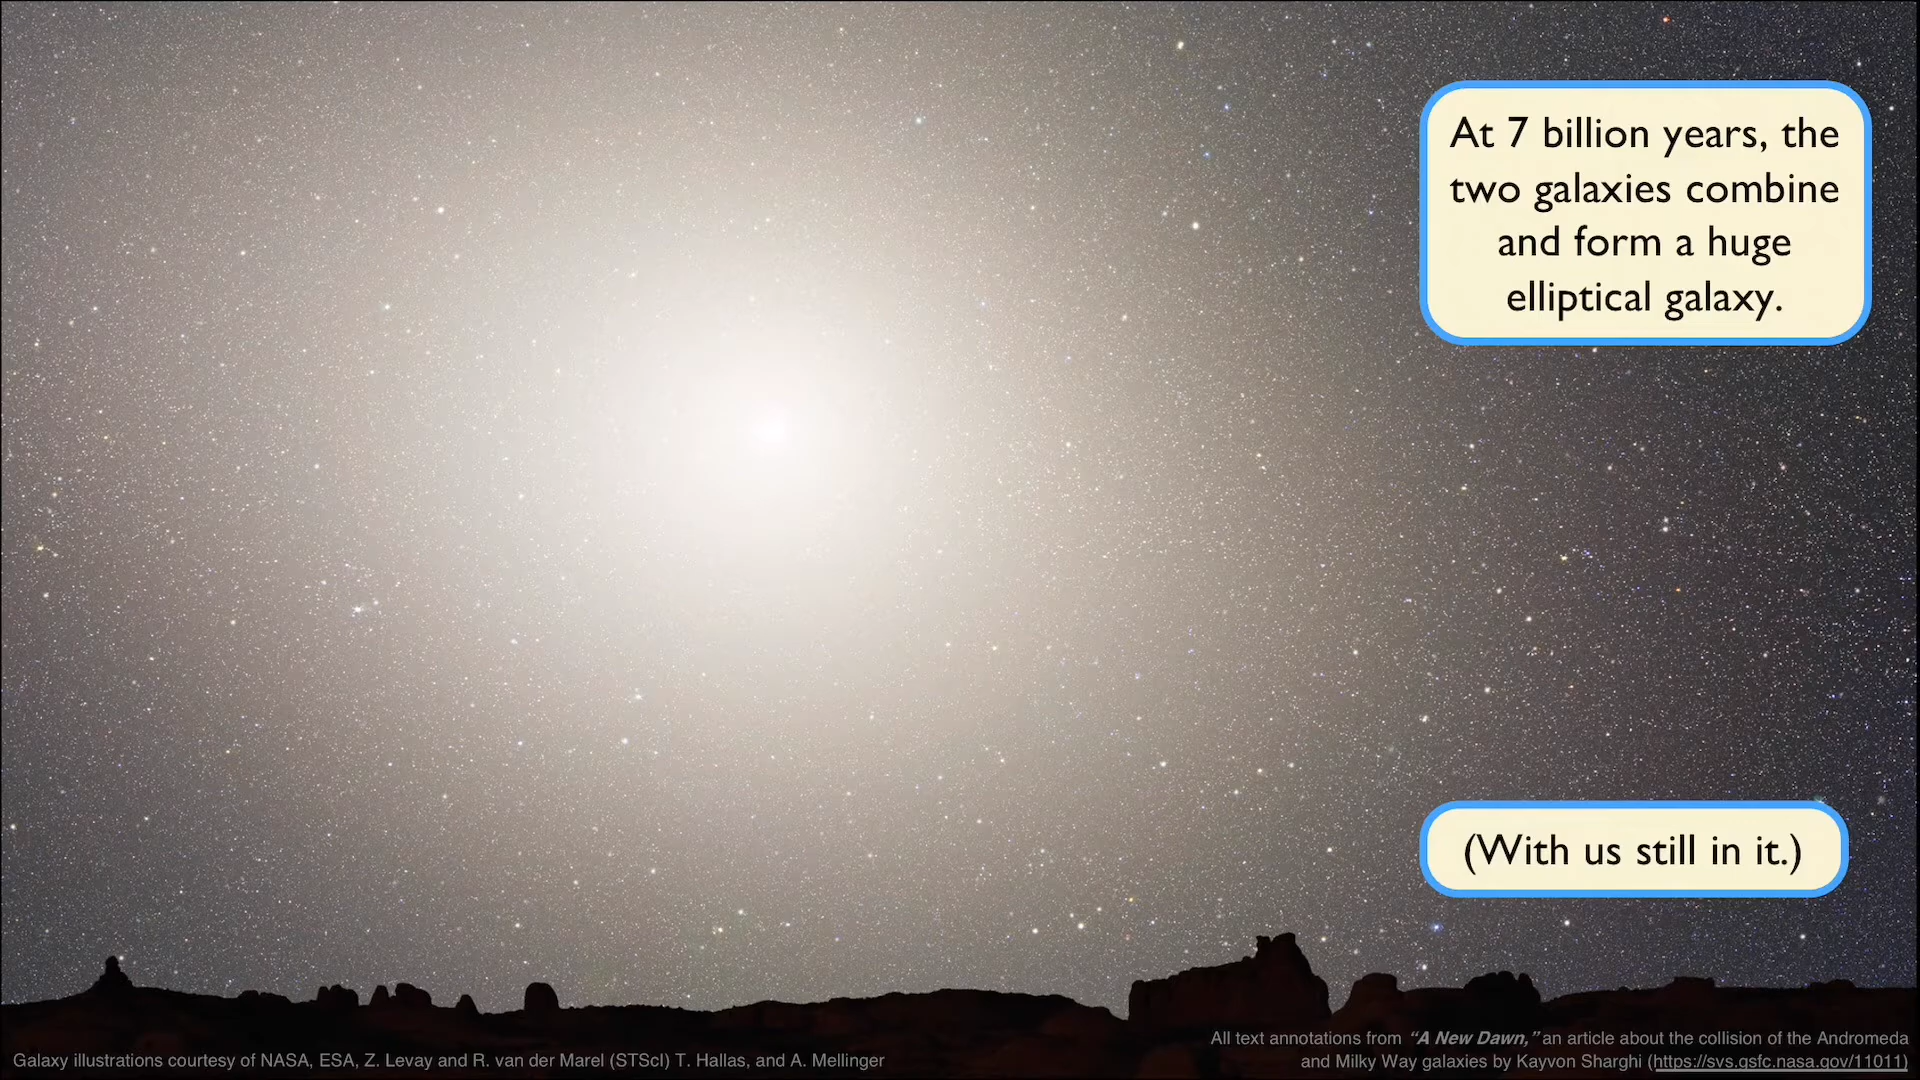 At 7 billion years, the
two galaxies combine
and form a huge
elliptical galaxy.
(With us still in it.)
All text annotations from “A New Dawn,” an article about the collision of the Andromeda
and Milky Way galaxies by Kayvon Sharghi (https://svs.gsfc.nasa.gov/11011)
Galaxy illustrations courtesy of NASA, ESA, Z. Levay and R. van der Marel (STScI) T. Hallas, and A. Mellinger